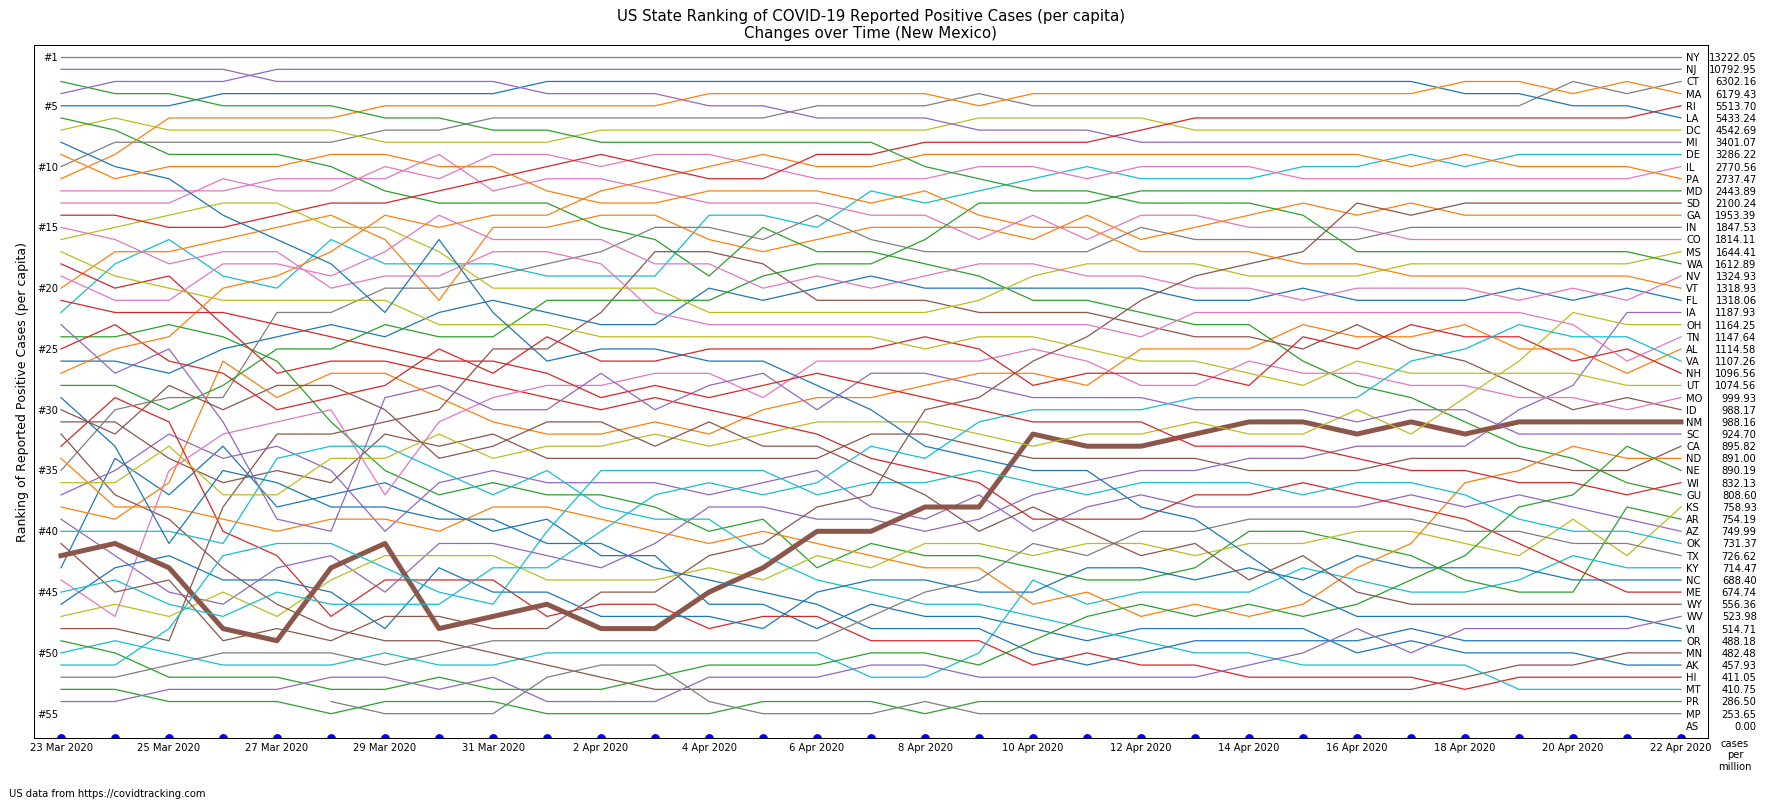 US State Ranking of COVID-19 Reported Positive Cases (per capita)
Changes over Time (New Mexico)
Ranking of Reported Positive Cases (per capita)
#1
#5
#10
#15
#20
#25
#30
#35
#40
#45
#50
#55
NY 13222.05
NJ 10792.95
CT 6302.16
MA 6179.43
RI 5513.70
LA 5433.24
DC 4542.69
MI 3401.07
DE 3286.22
IL 2770.56
PA 2737.47
MD 2443.89
SD 2100.24
GA 1953.39
IN 1847.53
CO 1814.11
MS 1644.41
WA 1612.89
NV 1324.93
VT 1318.93
FL 1318.06
IA 1187.93
OH 1164.25
TN 1147.64
AL 1114.58
VA 1107.26
NH 1096.56
UT 1074.56
MO 999.93
ID 988.17
NM 988.16
SC 924.70
CA 895.82
ND 891.00
NE 890.19
WI 832.13
GU 808.60
KS 758.93
AR 754.19
AZ 749.99
OK 731.37
TX 726.62
KY 714.47
NC 688.40
ME 674.74
WY 556.36
WV 523.98
VI 514.71
OR 488.18
MN 482.48
AK 457.93
HI 411.05
MT 410.75
PR 286.50
MP 253.65
AS 0.00
23 Mar 2020 25 Mar 2020 27 Mar 2020 29 Mar 2020 31 Mar 2020 2 Apr 2020 4 Apr 2020 6 Apr 2020 8 Apr 2020 10 Apr 2020 12 Apr 2020 14 Apr 2020 16 Apr 2020 18 Apr 2020 20 Apr 2020 22 Apr 2020
cases
per
million
US data from https://covidtracking.com